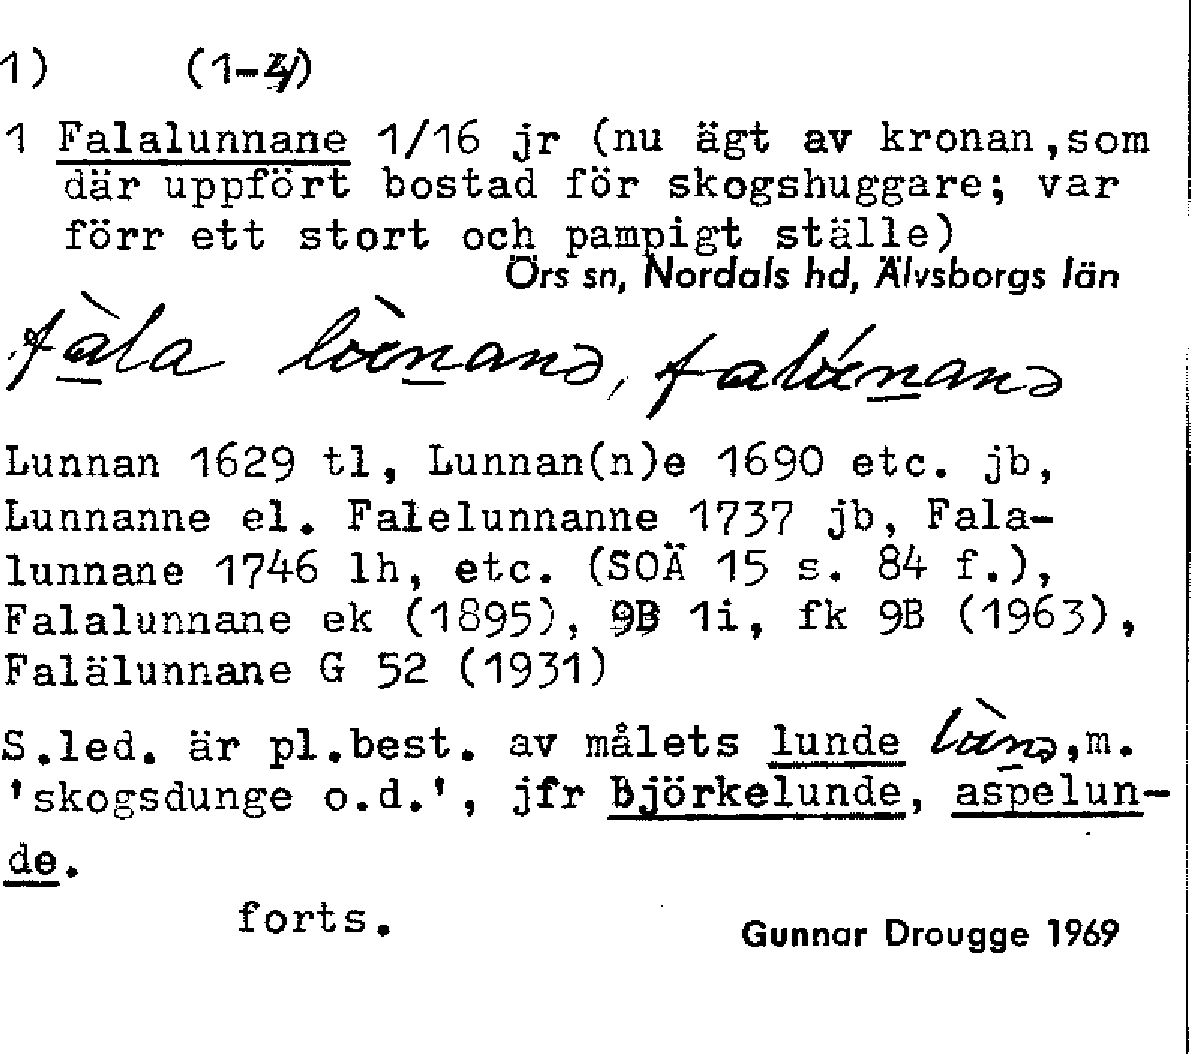 1) (1-4)
1 Falalunnane 1/16 jr (nu ägt av kronan,som
där uppfört bostad för skogshuggare; var
förr ett stort och pampigt ställe)
Örs sn, Nordals hd, Älvsborgs län
Lunnan 1629 tl, Lunnan(n)e 1690 etc. jb,
Lunnanne el. Falelunnanne 1737 jb, Fala-
lunnane 1746 lh, etc. (SOÄ 15 s. 84 f.),
Falalunnane ek (1895), 9B 1i, fk 9B (1963),
Falälunnane G 52 (1931)
S.led. är pl.best. av målets lunde ,m.
'skogsdunge o.d.', jfr Björkelunde, aspelun-
de.
forts.
Gunnar Drougge 1969